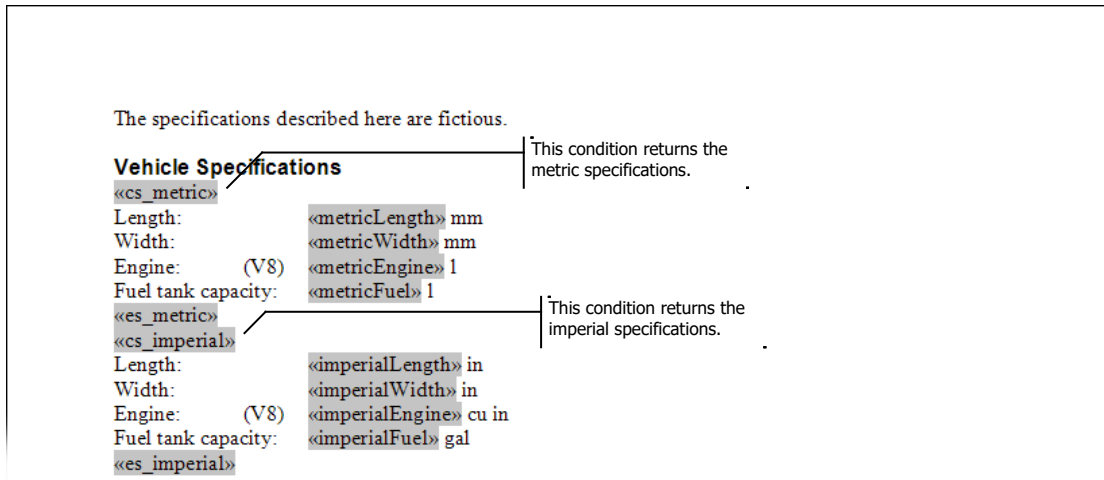 The specifications described here are fictious.
This condition returns the
metric specifications.
Vehicle Specifications
«cs_metric»
Length: «metricLength» mm
Width: «metricWidth» mm
Engine: (V8) «metricEngine» l
Fuel tank capacity: «metricFuel» l
This condition returns the
imperial specifications.
«es_metric»
«cs_imperial»
Length: «imperialLength» in
Width: «imperialWidth» in
Engine: (V8) «imperialEngine» cu in
Fuel tank capacity: «imperialFuel» gal
«es_imperial»